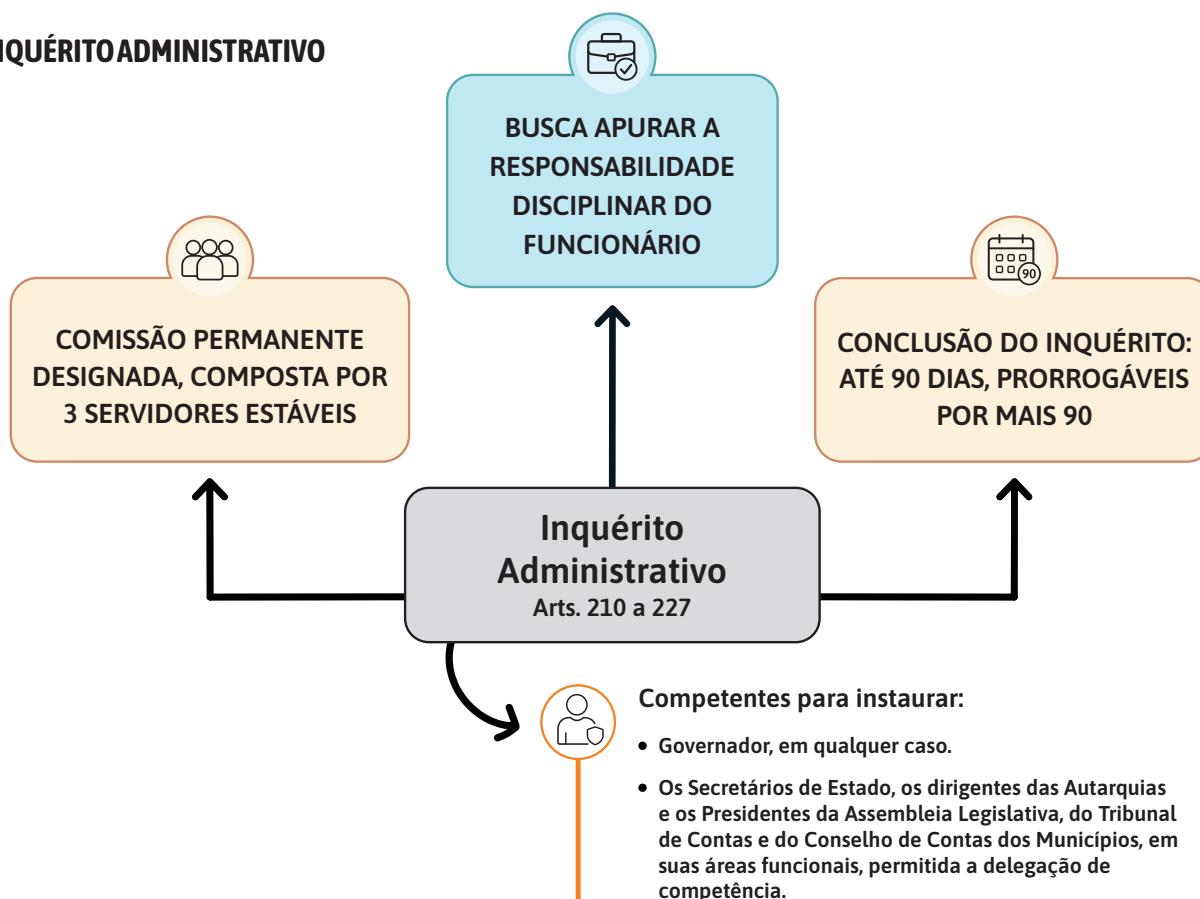 NQUÉRITO ADMINISTRATIVO
BUSCA APURAR A
RESPONSABILIDADE
DISCIPLINAR DO
FUNCIONÁRIO
COMISSÃO PERMANENTE
DESIGNADA, COMPOSTA POR
3 SERVIDORES ESTÁVEIS
90
CONCLUSÃO DO INQUÉRITO:
ATÉ 90 DIAS, PRORROGÁVEIS
POR MAIS 90
Inquérito
Administrativo
Arts. 210 a 227
Competentes para instaurar:
• Governador, em qualquer caso.
• Os Secretários de Estado, os dirigentes das Autarquias
e os Presidentes da Assembleia Legislativa, do Tribunal
de Contas e do Conselho de Contas dos Municípios, em
suas áreas funcionais, permitida a delegação de
competência.